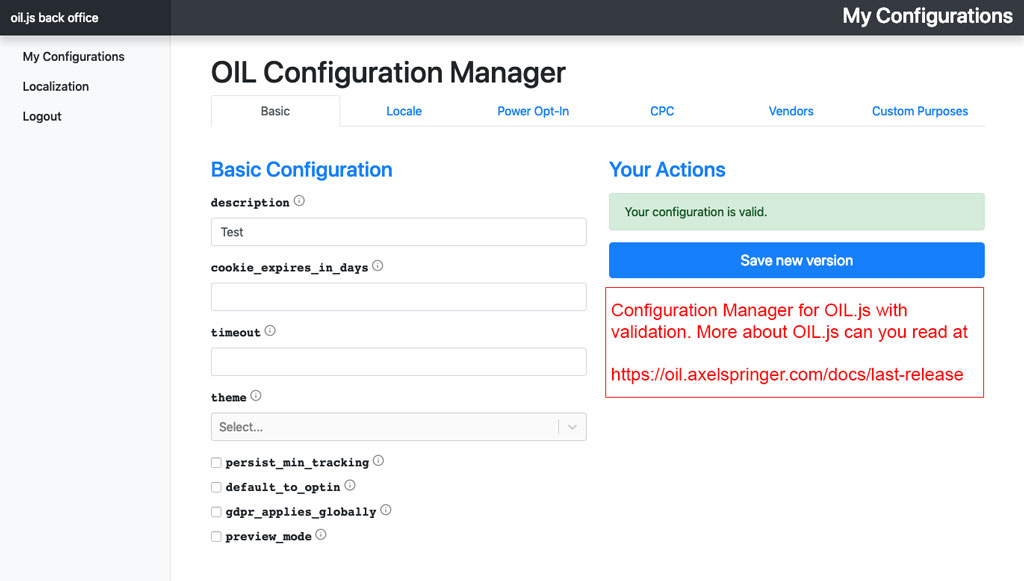 oil.js back office
My Configurations
My Configurations
Localization
Logout
OIL Configuration Manager
Basic
Locale
Power Opt-In
CPC
Vendors
Custom Purposes
Basic Configuration
description
Test
cookie_expires_in_days
timeout
theme
Select...
persist_min_tracking
default_to_optin
gdpr_applies_globally
preview_mode
Your Actions
Your configuration is valid.
Save new version
Configuration Manager for OIL.js with
validation. More about OIL.js can you read at
https://oil.axelspringer.com/docs/last-release